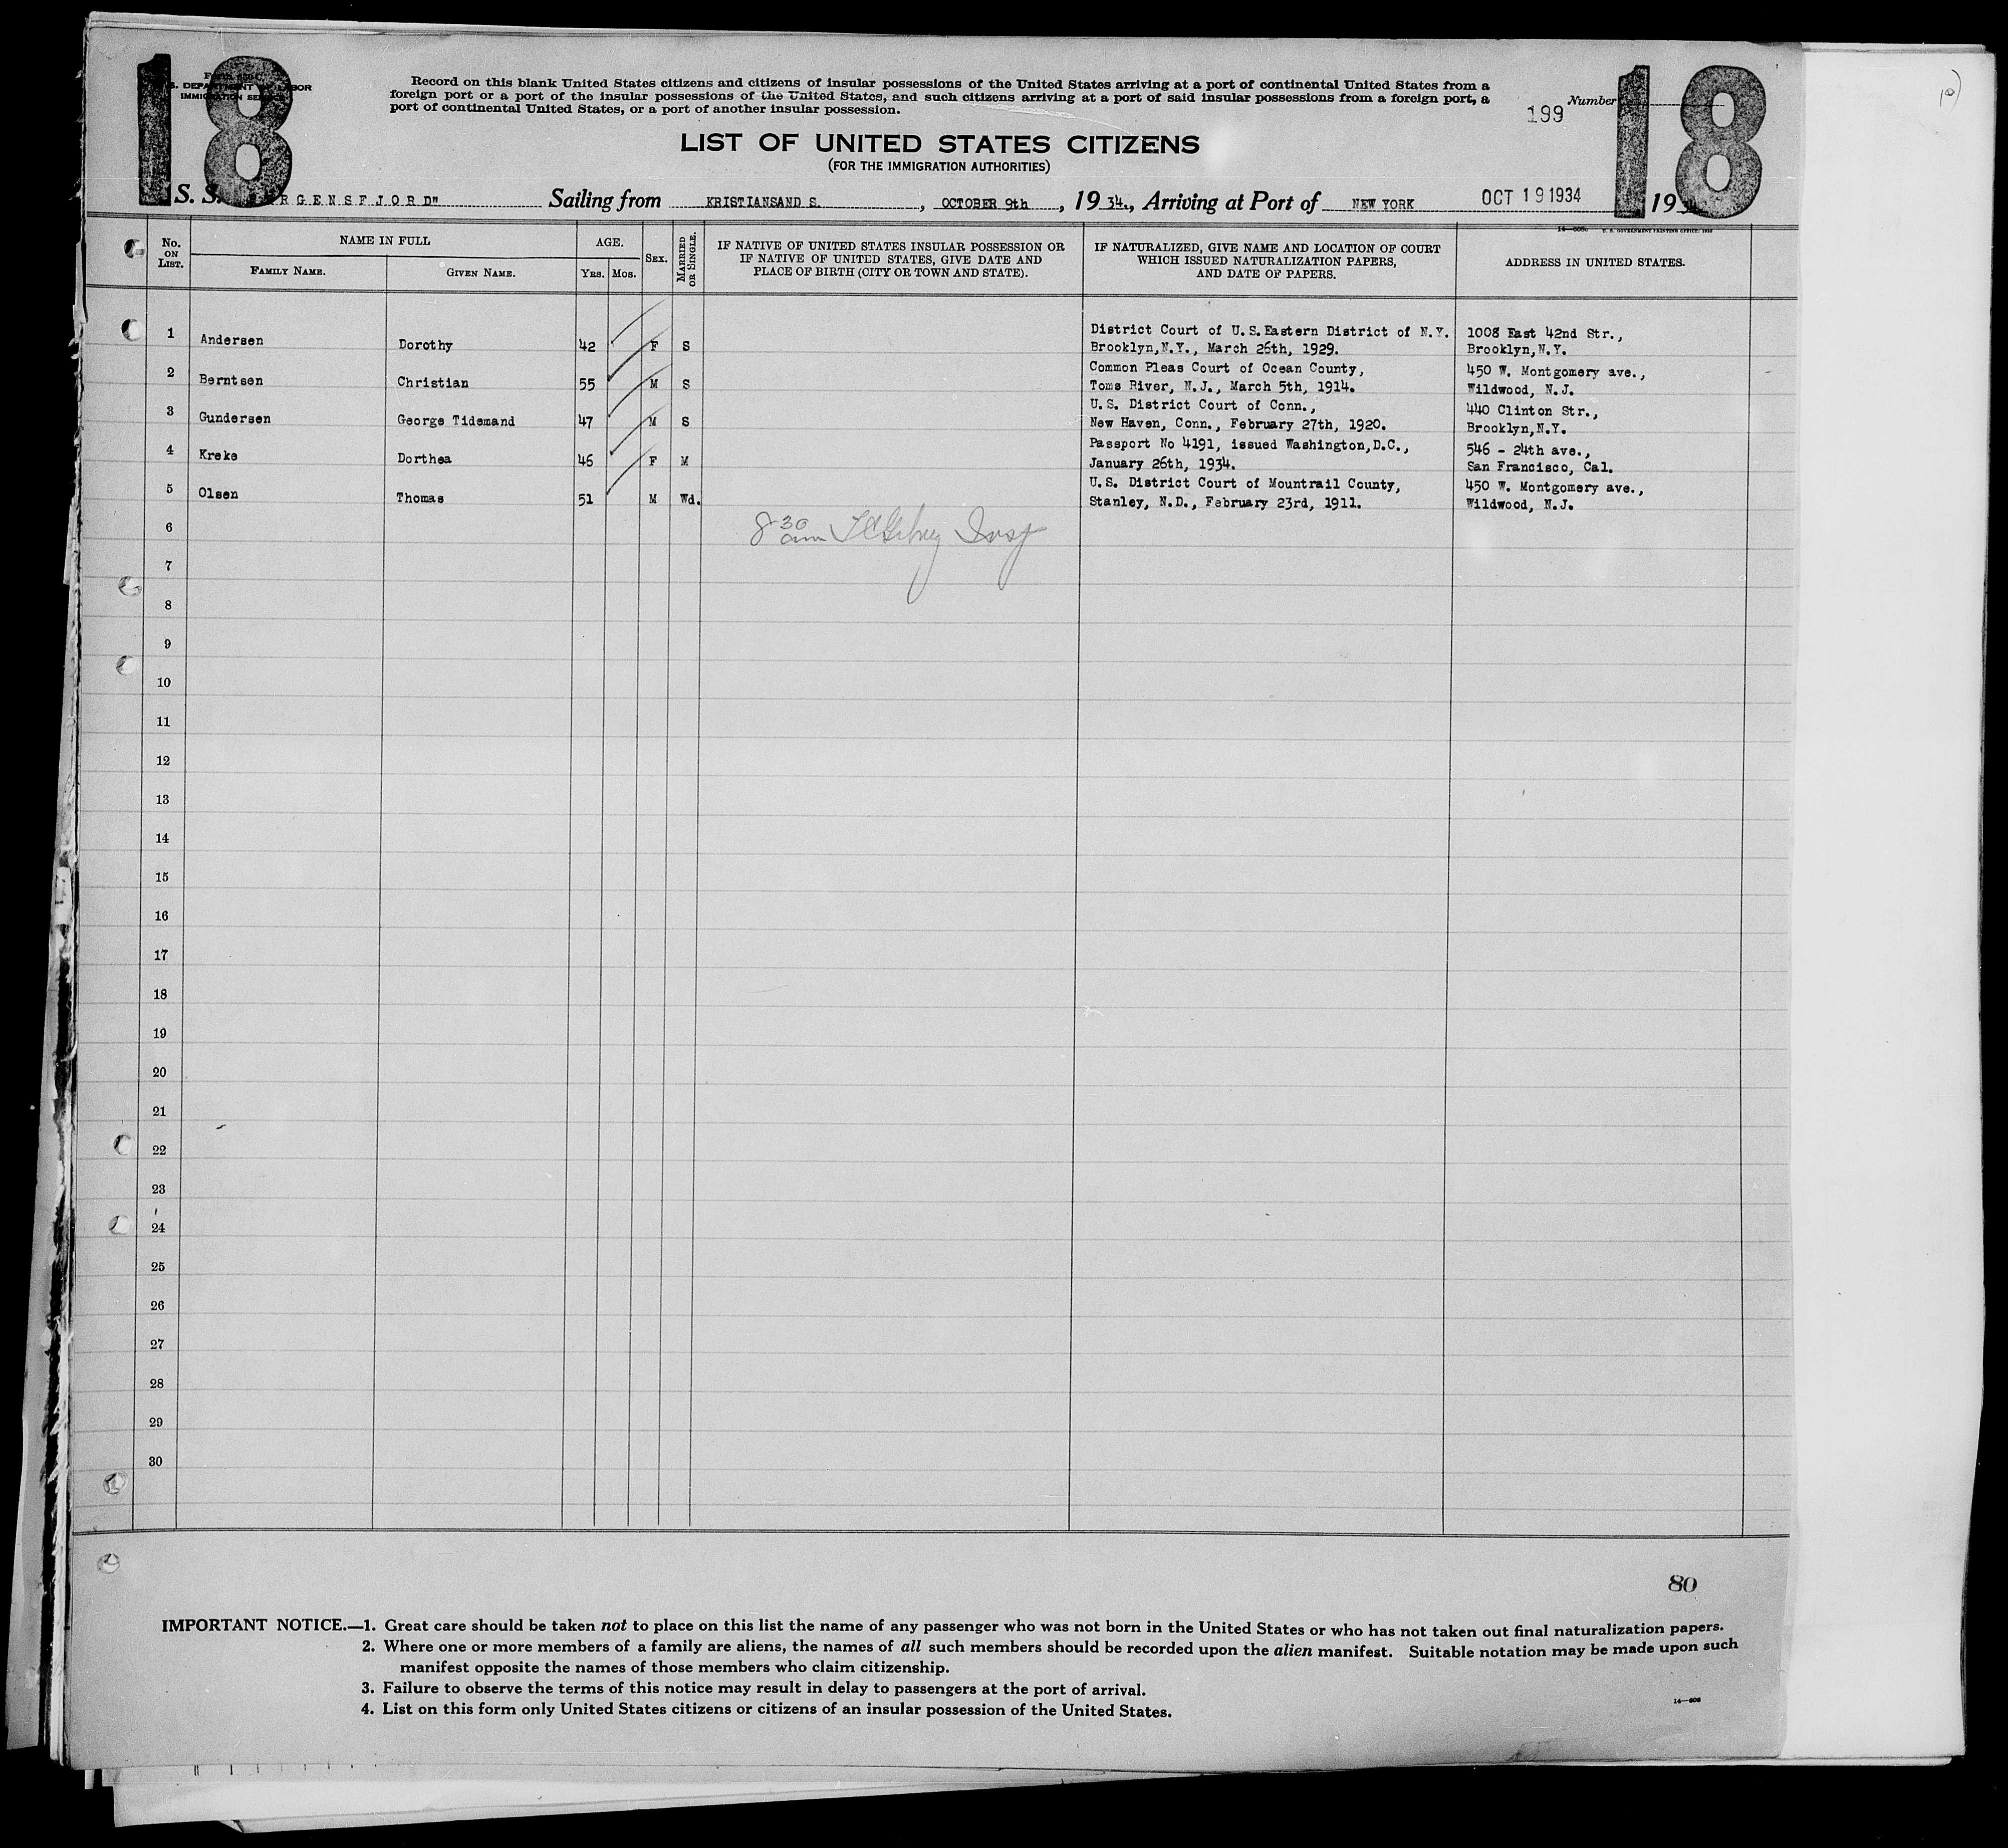 18
18
Record on this blank United States citizens and citizens of insular possessions of the United States arriving at a port of continental United States from a
foreign port or a port of the insular possessions of the United States, and such citizens arriving at a port of said insular possessions from a foreign port, a
port of continental United States, or a port of another insular possession.
Number
199
LIST OF UNITED STATES CITIZENS
(FOR THE IMMIGRATION AUTHORITIES)
S. S. RGENSFJORD" Sailing from KRISTIANSAND S. , OCTOBER 9th , 19 34., Arriving at Port of NEW YORK OCT 19 1934 19
No. ON LIST.
NAME IN FULL
FAMILY NAME.
GIVEN NAME.
AGE.
YRS. MOS.
SEX.
MARRIED OR SINGLE.
IF NATIVE OF UNITED STATES INSULAR POSSESSION OR
IF NATIVE OF UNITED STATES, GIVE DATE AND
PLACE OF BIRTH (CITY OR TOWN AND STATE).
IF NATURALIZED, GIVE NAME AND LOCATION OF COURT
WHICH ISSUED NATURALIZATION PAPERS,
AND DATE OF PAPERS.
ADDRESS IN UNITED STATES.
1 Andersen Dorothy 42 F S District Court of U.S.Eastern District of N.Y. 1008 East 42nd Str.,
Brooklyn,N.Y., March 26th, 1929. Brooklyn,N.Y.
2 Berntsen Christian 55 M S Common Pleas Court of Ocean County, 450 W. Montgomery ave.,
Toms River, N.J., March 5th, 1914. Wildwood, N.J.
3 Gundersen George Tidemand 47 M S U.S. District Court of Conn., 440 Clinton Str.,
New Haven, Conn., February 27th, 1920. Brooklyn,N.Y.
4 Kreke Dorthea 46 F M Passport No 4191, issued Washington,D.C., 546 - 24th ave.,
January 26th, 1934. San Francisco, Cal.
5 Olsen Thomas 51 M Wd. U.S. District Court of Mountrail County, 450 W. Montgomery ave.,
Stanley, N.D., February 23rd, 1911. Wildwood, N.J.
6
8 30 am
7
8
9
10
11
12
13
14
15
16
17
18
19
20
21
22
23
24
25
26
27
28
29
30
80
IMPORTANT NOTICE.—1. Great care should be taken not to place on this list the name of any passenger who was not born in the United States or who has not taken out final naturalization papers.
2. Where one or more members of a family are aliens, the names of all such members should be recorded upon the alien manifest. Suitable notation may be made upon such
manifest opposite the names of those members who claim citizenship.
3. Failure to observe the terms of this notice may result in delay to passengers at the port of arrival.
4. List on this form only United States citizens or citizens of an insular possession of the United States.
14—608